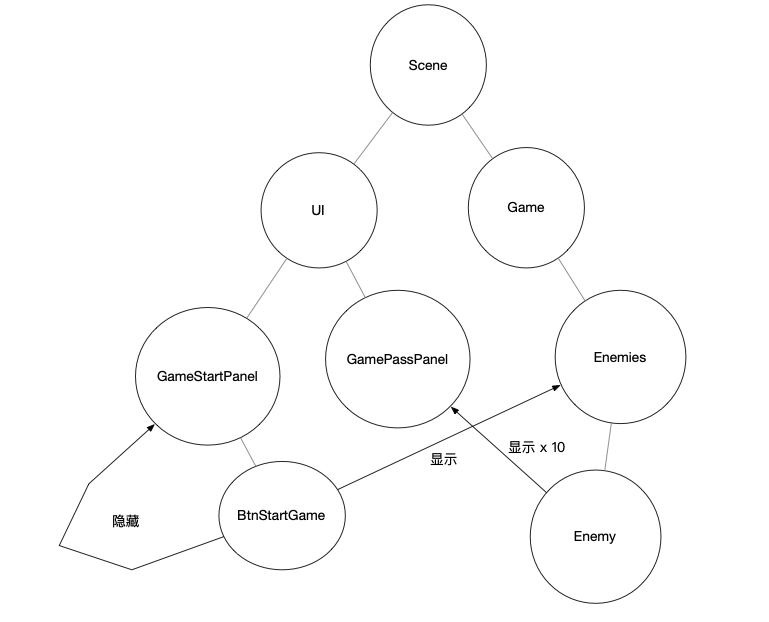 Scene
UI
Game
GameStartPanel
GamePassPanel
Enemies
显示
显示 x 10
隐藏
BtnStartGame
Enemy